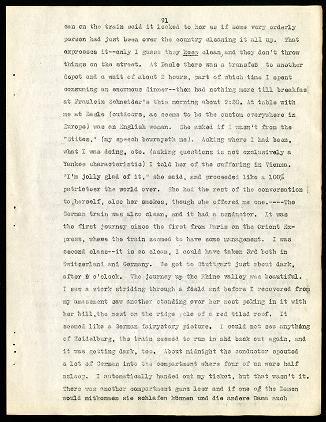 91
man on the train said it looked to her as if some very orderly
person had just been over the country cleaning it all up. That
expresses it--only I guess they keep clean and they don't throw
things on the street. At Basle there was a transfer to another
depot and a wait of about 2 hours, part of which time I spent
consuming an enormous dinner--then had nothing more till breakfast
at Fraulein Schneider's this morning about 9:30. At table with
me at Basle (outdoors, as seems to be the custom everywhere in
Europe) was an English woman. She asked if I wasn't from the
"Sítes," (my speech bewrayeth me). Asking where I had been,
what I was doing, etc. (asking questions is not exclusively a
Yankee characteristic) I told her of the suffering in Vienna.
"I'm jolly glad of it," she said, and proceeded like a 100%
patrioteer the world over. She had the rest of the conversation
to herself, also her smokes, though she offered me one.----The
German train was also clean, and it had a conductor. It was
the first journey since the first from Paris on the Orient Ex-
press, where the train seemed to have some management. I was
second class--it is so clean, I could have taken 3rd both in
Switzerland and Germany. We got to Stuttgart just about dark,
after 9 o'clock. The journey up the Rhine valley was beautiful.
I saw a stork striding through a field and before I recovered from
my amazement saw another standing over her nest poking in it with
her bill, the nest on the ridge pole of a red tiled roof. It
seemed like a German fairystory picture. I could not see anything
of Heidelburg, the train seemed to run in and back out again, and
it was getting dark, too. About midnight the conductor spouted
a lot of German into the compartment where four of us were half
asleep. I automatically handed out my ticket, but that wasn't it.
There was another compartment gans leer and if one of the Damen
would mitkommen sie schlafen können und die andere Dame auch